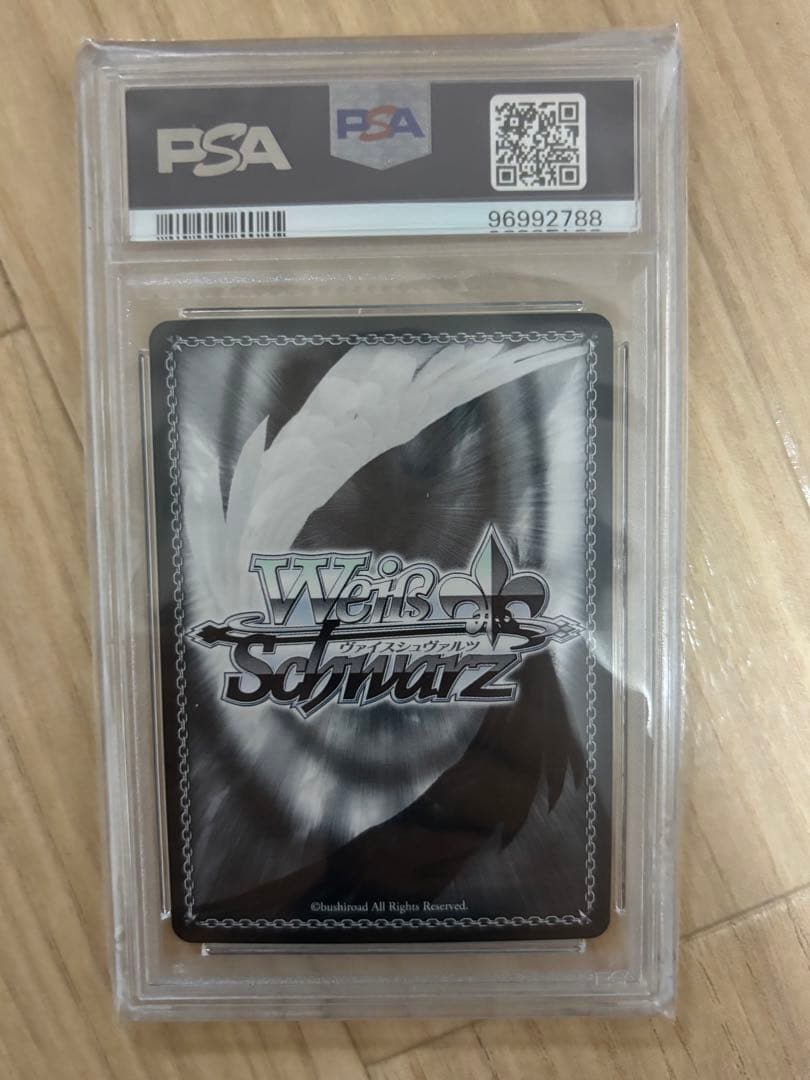 PSA
PSA
96992788
Weiß
ヴァイスシュヴァルツ
Schwarz
©bushiroad All Rights Reserved.